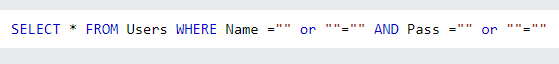 SELECT * FROM Users WHERE Name ="" or ""="" AND Pass ="" or ""=""